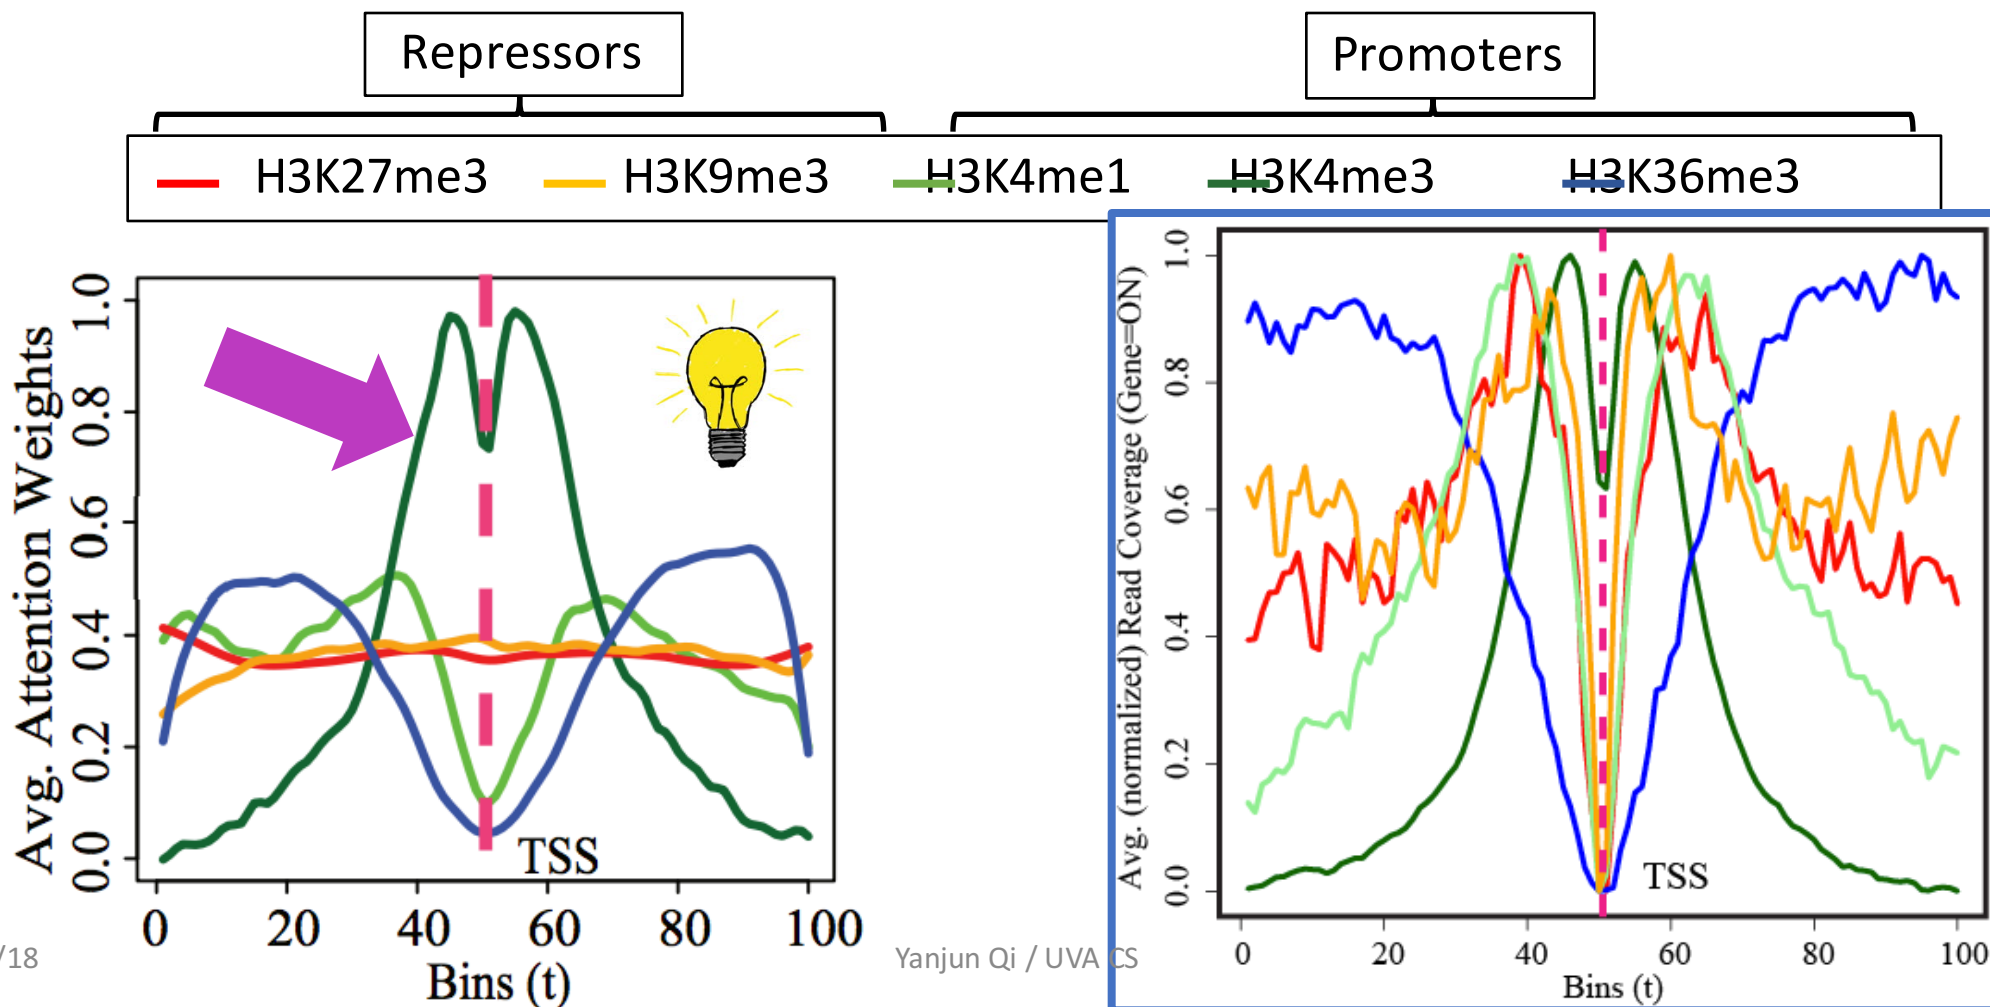 Repressors
Promoters
H3K27me3 H3K9me3 H3K4me1 H3K4me3 H3K36me3
Avg. Attention Weights
0.0 0.2 0.4 0.6 0.8 1.0
TSS
0 20 40 60 80 100
Bins (t)
Avg. (normalized) Read Coverage (Gene=ON)
0.0 0.2 0.4 0.6 0.8 1.0
TSS
0 20 40 60 80 100
Bins (t)
/18
Yanjun Qi / UVA CS